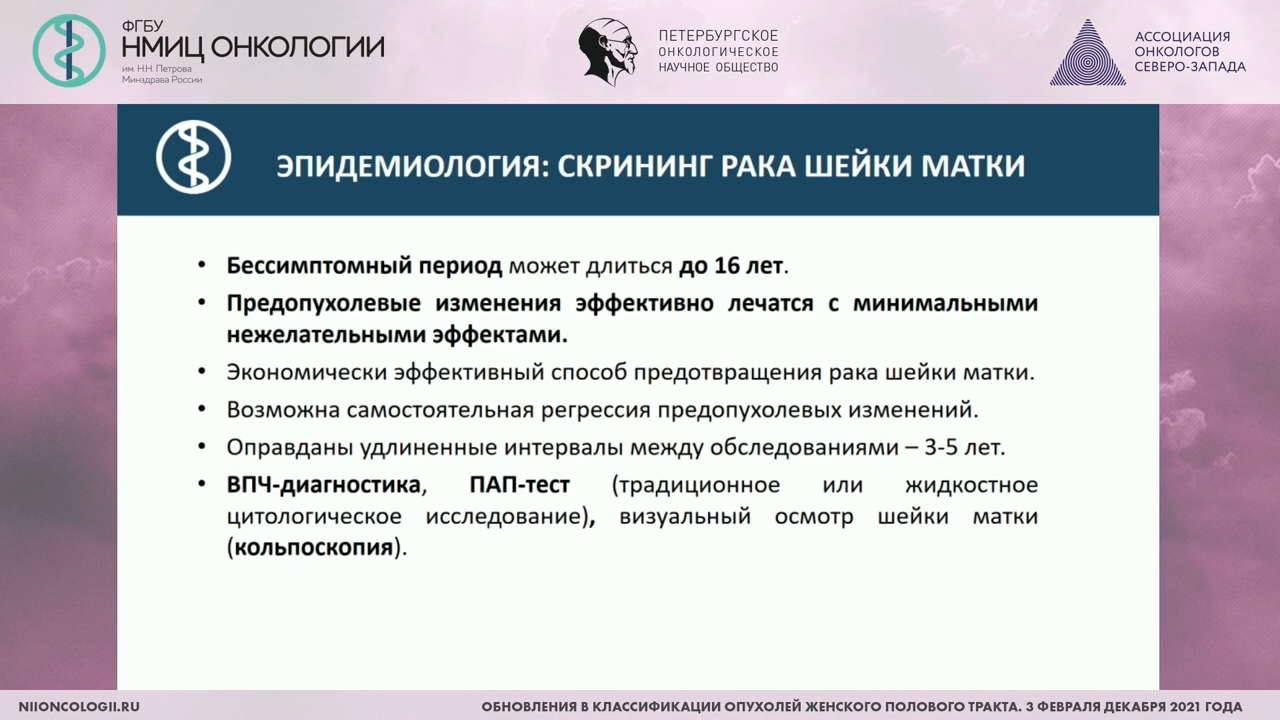 ФГБУ
НМИЦ ОНКОЛОГИИ
им. Н.Н. Петрова
Минздрава России
ПЕТЕРБУРГСКОЕ
ОНКОЛОГИЧЕСКОЕ
НАУЧНОЕ ОБЩЕСТВО
АССОЦИАЦИЯ
ОНКОЛОГОВ
СЕВЕРО-ЗАПАДА
ЭПИДЕМИОЛОГИЯ: СКРИНИНГ РАКА ШЕЙКИ МАТКИ
• Бессимптомный период может длиться до 16 лет.
• Предопухолевые изменения эффективно лечатся с минимальными
нежелательными эффектами.
• Экономически эффективный способ предотвращения рака шейки матки.
• Возможна самостоятельная регрессия предопухолевых изменений.
• Оправданы удлиненные интервалы между обследованиями – 3-5 лет.
• ВПЧ-диагностика, ПАП-тест (традиционное или жидкостное
цитологическое исследование), визуальный осмотр шейки матки
(кольпоскопия).
NIIONCOLOGII.RU
ОБНОВЛЕНИЯ В КЛАССИФИКАЦИИ ОПУХОЛЕЙ ЖЕНСКОГО ПОЛОВОГО ТРАКТА. 3 ФЕВРАЛЯ ДЕКАБРЯ 2021 ГОДА